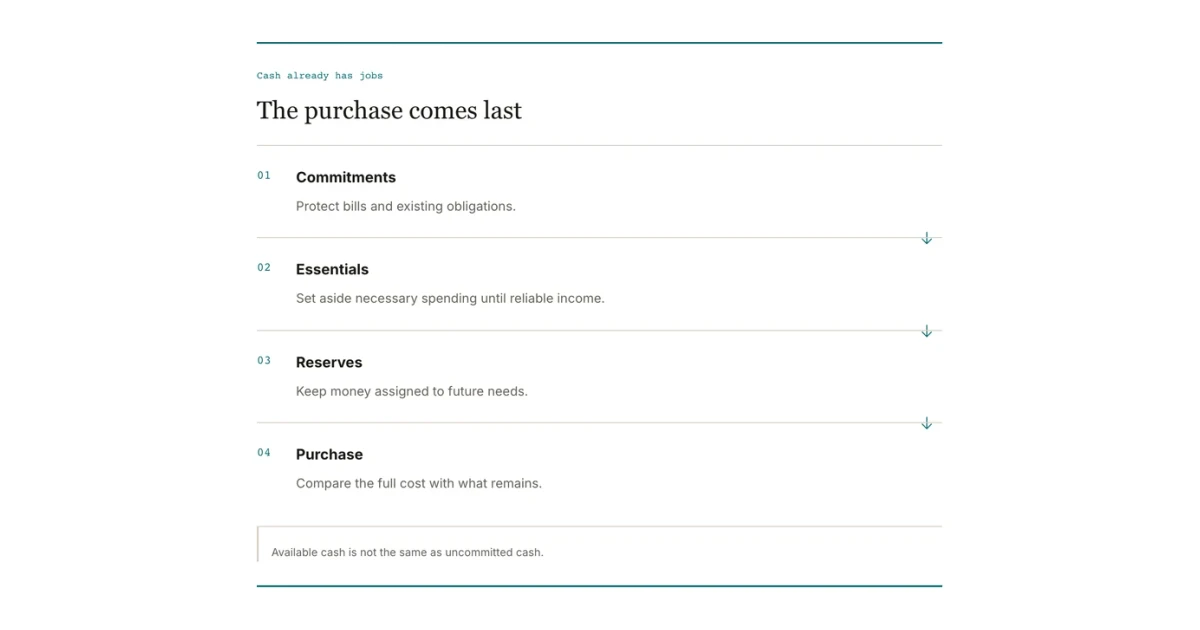 Cash already has jobs
The purchase comes last
01
Commitments
Protect bills and existing obligations.
02
Essentials
Set aside necessary spending until reliable income.
03
Reserves
Keep money assigned to future needs.
04
Purchase
Compare the full cost with what remains.
Available cash is not the same as uncommitted cash.